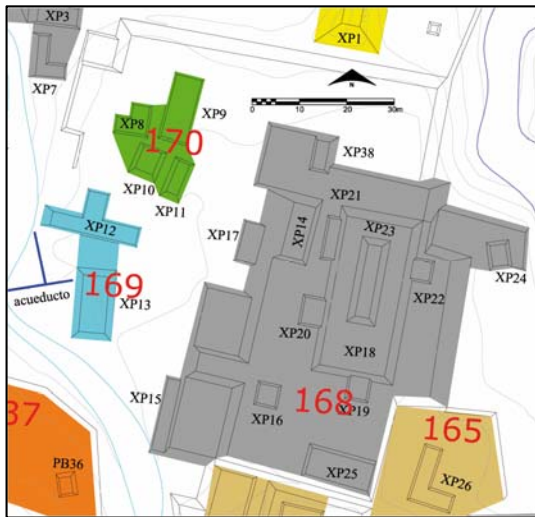 XP3
XP1
XP7
N
0 10 20 30m
XP8
XP9
170
XP38
XP10
XP11
XP21
XP12
XP17
XP14
XP23
XP24
169
XP13
acueducto
XP22
XP20
XP18
XP15
XP16
168
XP19
37
165
PB36
XP25
XP26